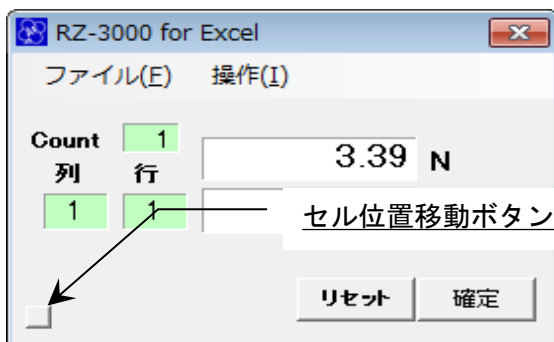 RZ-3000 for Excel
ファイル(F) 操作(I)
Count 1
列 行
3.39 N
1 1
セル位置移動ボタン
リセット 確定